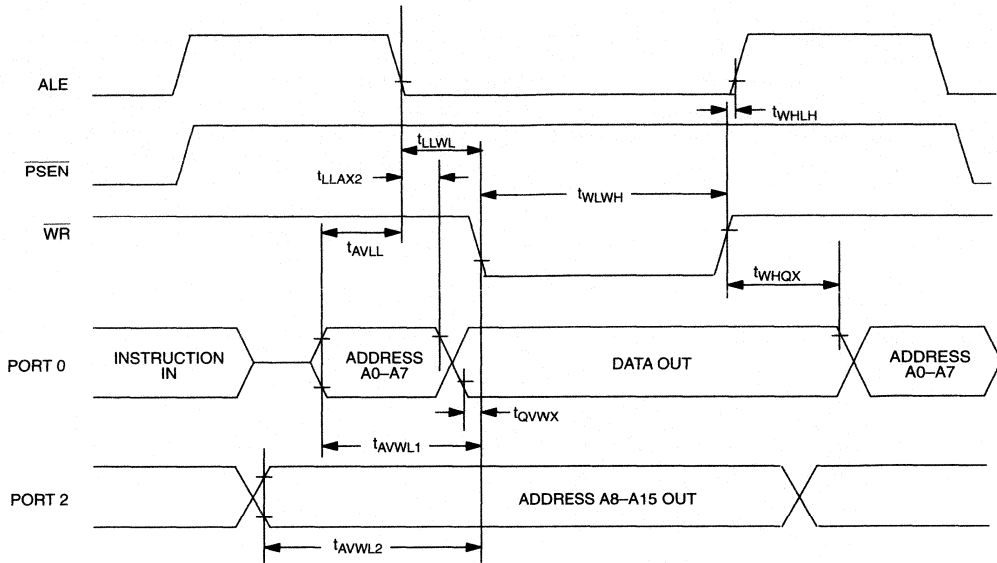 ALE
tWHLH
tLLWL
PSEN
tLLAX2
tWLWH
WR
tAVLL
tWHQX
PORT 0
INSTRUCTION
IN
ADDRESS
A0–A7
DATA OUT
ADDRESS
A0–A7
tQVWX
tAVWL1
PORT 2
ADDRESS A8–A15 OUT
tAVWL2